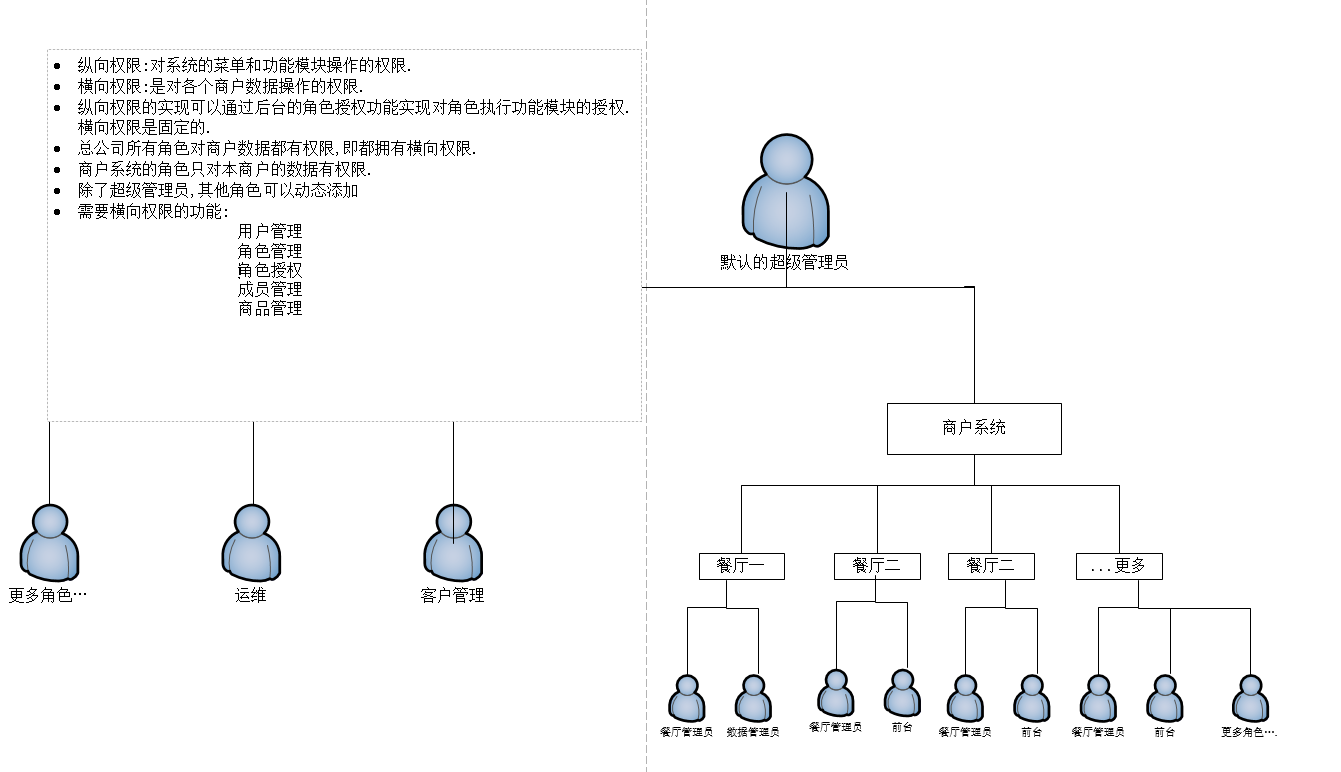 纵向权限:对系统的菜单和功能模块操作的权限.
横向权限:是对各个商户数据操作的权限.
纵向权限的实现可以通过后台的角色授权功能实现对角色执行功能模块的授权.
横向权限是固定的.
总公司所有角色对商户数据都有权限,即都拥有横向权限.
商户系统的角色只对本商户的数据有权限.
除了超级管理员,其他角色可以动态添加
需要横向权限的功能:
用户管理
角色管理
角色授权
成员管理
商品管理
默认的超级管理员
商户系统
餐厅一
餐厅二
餐厅二
...更多
更多角色…
运维
客户管理
餐厅管理员
数据管理员
餐厅管理员
前台
餐厅管理员
前台
餐厅管理员
前台
更多角色….